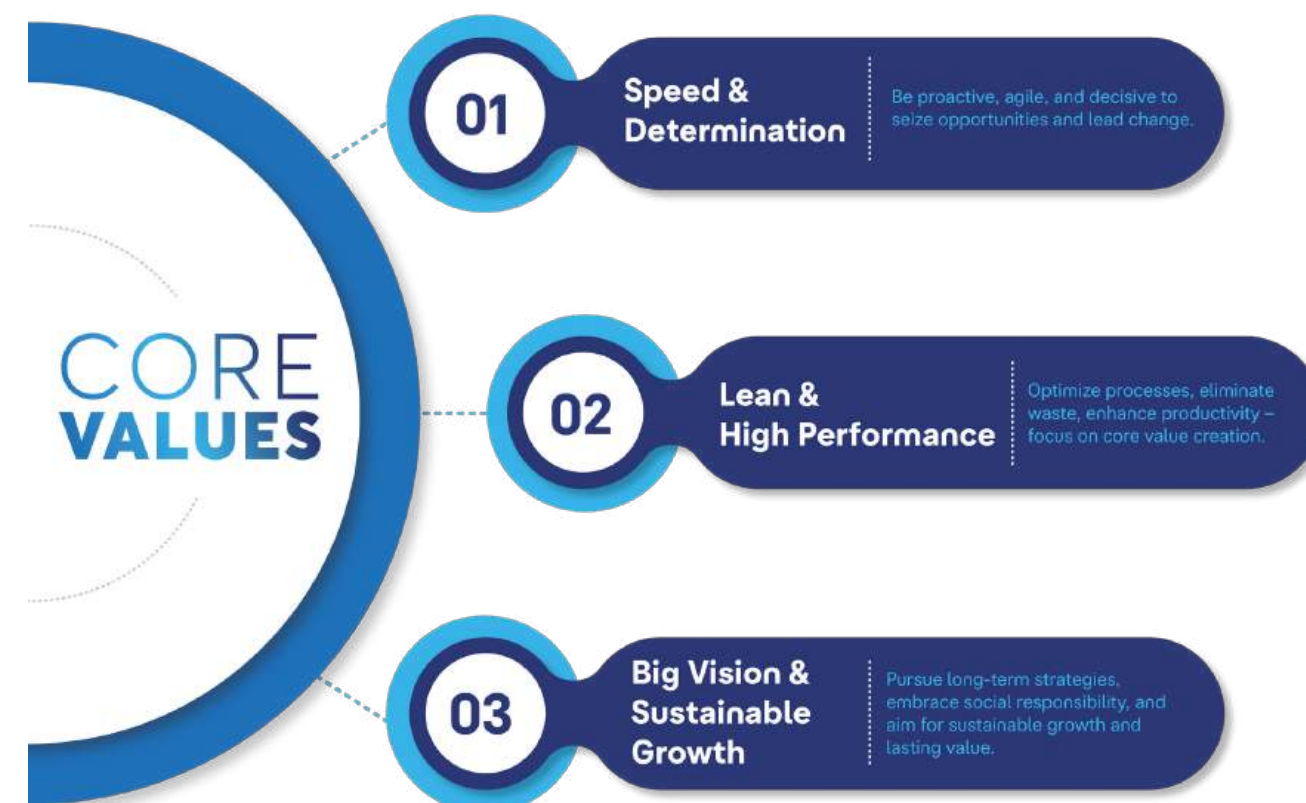 CORE
VALUES
01
Speed &
Determination
Be proactive, agile, and decisive to
seize opportunities and lead change.
02
Lean &
High Performance
Optimize processes, eliminate
waste, enhance productivity –
focus on core value creation.
03
Big Vision &
Sustainable
Growth
Pursue long-term strategies,
embrace social responsibility, and
aim for sustainable growth and
lasting value.